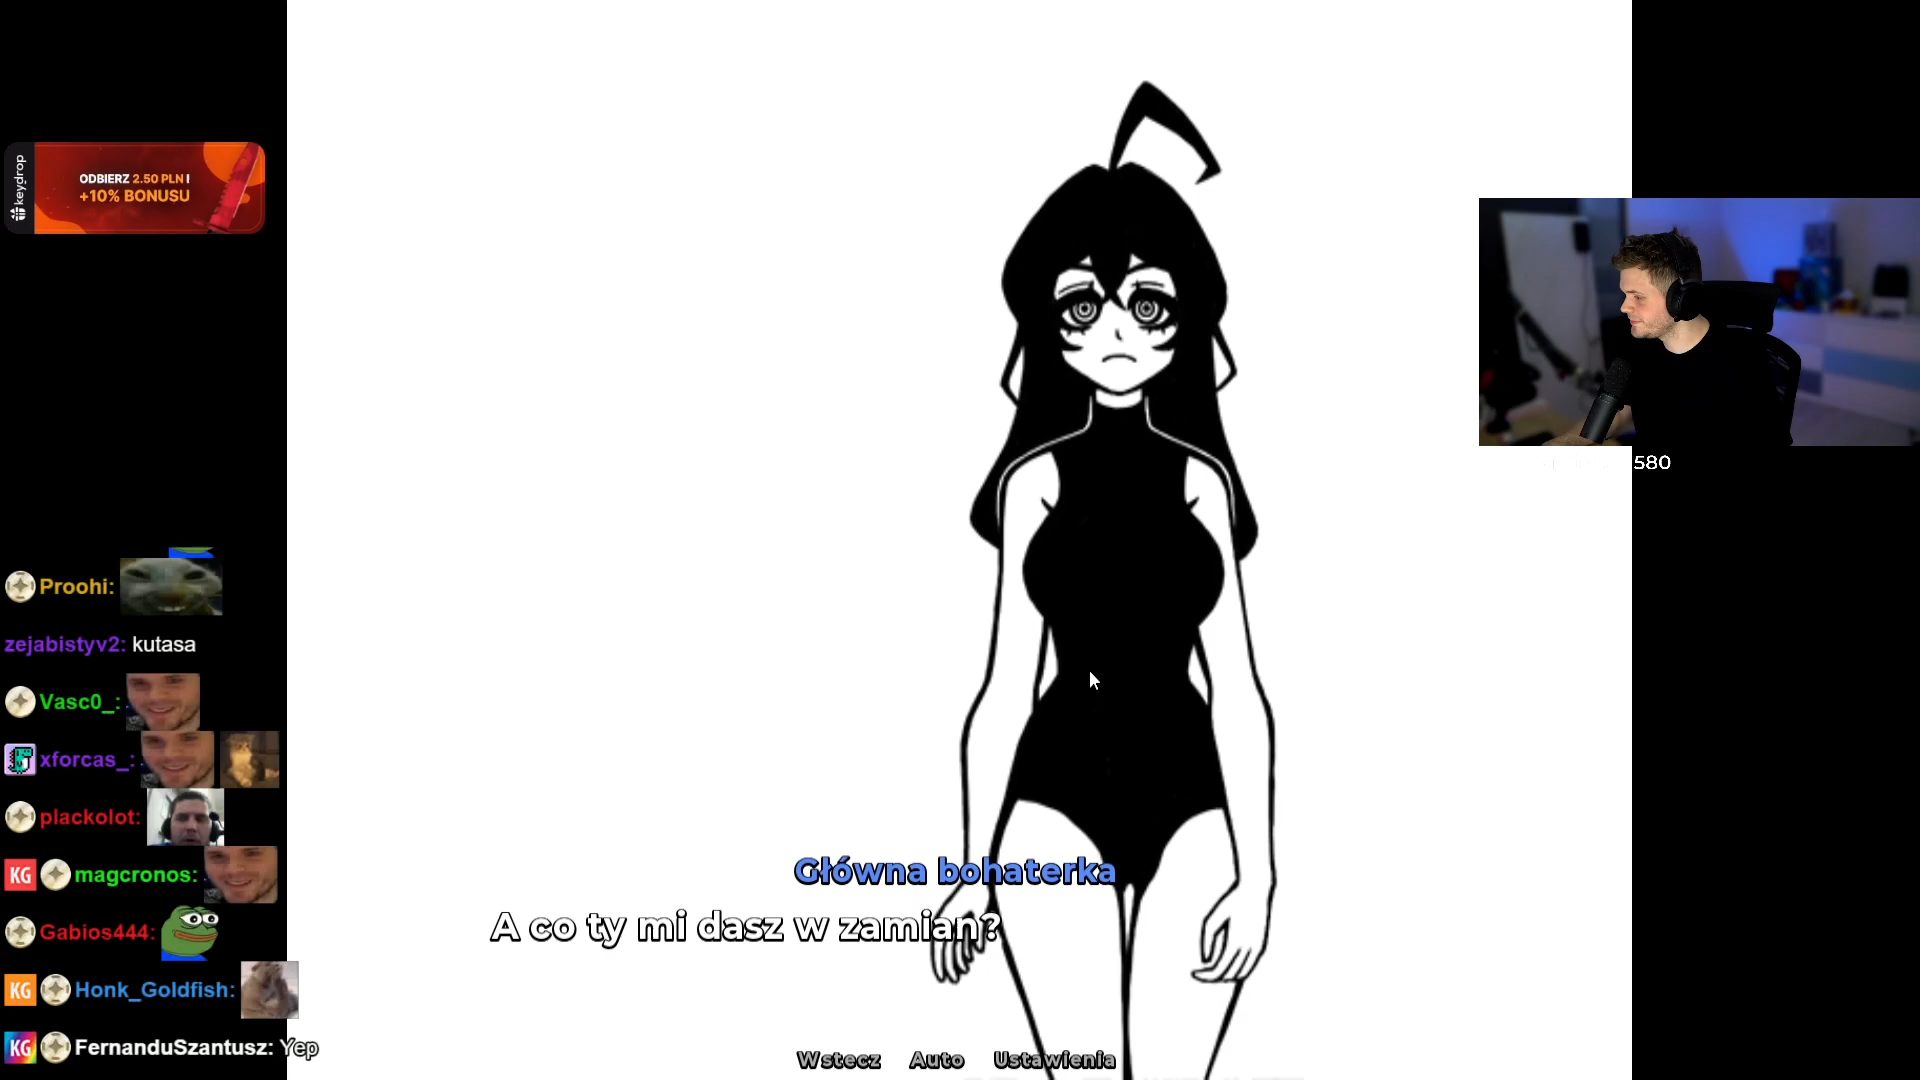 keydrop
ODBIERZ 2.50 PLN I
+10% BONUSU
580
Proohi:
zejabistyv2: kutasa
Vasc0_:
xforcas_:
plackolot:
KG magcronos:
Gabios444:
KG Honk_Goldfish:
KG FernanduSzantusz: Yep
Główna bohaterka
A co ty mi dasz w zamian?
Wstecz Auto Ustawienia